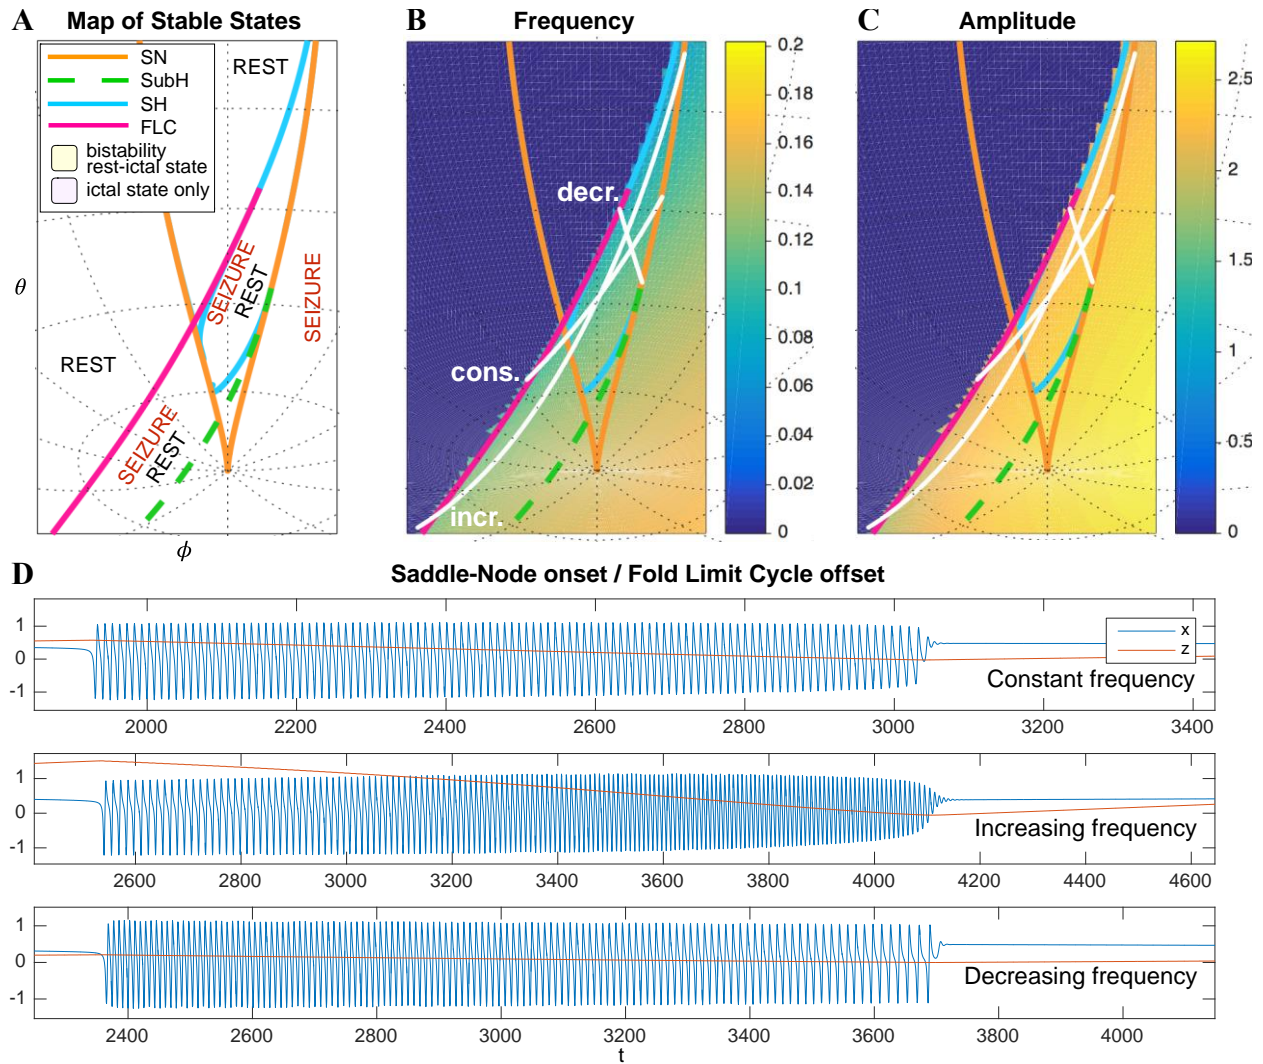 A Map of Stable States
SN
SubH
SH
FLC
bistability
rest-ictal state
ictal state only
REST
SEIZURE
REST
SEIZURE
REST
SEIZURE
REST
θ
ϕ
B Frequency
decr.
cons.
incr.
0.2
0.18
0.16
0.14
0.12
0.1
0.08
0.06
0.04
0.02
0
C Amplitude
2.5
2
1.5
1
0.5
0
D Saddle-Node onset / Fold Limit Cycle offset
1
0
-1
x
z
Constant frequency
2000 2200 2400 2600 2800 3000 3200 3400
1
0
-1
Increasing frequency
2600 2800 3000 3200 3400 3600 3800 4000 4200 4400 4600
1
0
-1
Decreasing frequency
2400 2600 2800 3000 3200 3400 3600 3800 4000
t